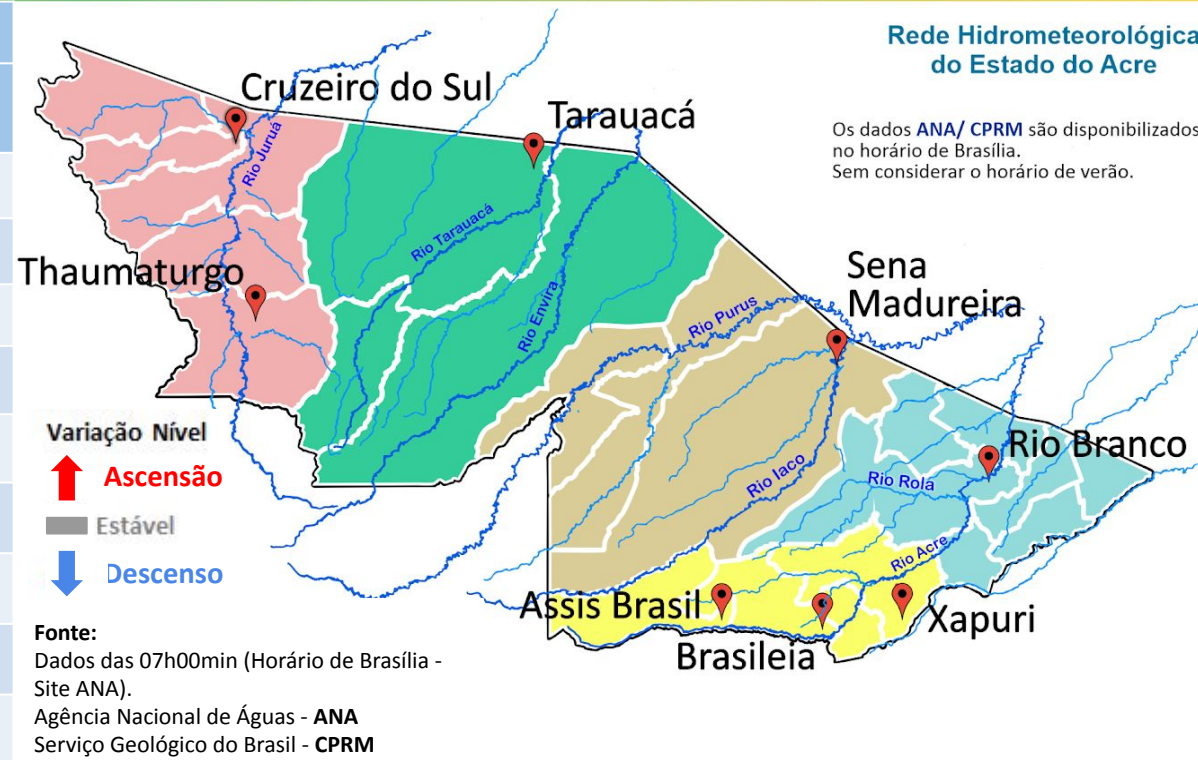 Rede Hidrometeorológica
do Estado do Acre
Os dados ANA/ CPRM são disponibilizados
no horário de Brasília.
Sem considerar o horário de verão.
Cruzeiro do Sul
Tarauacá
Rio Juruá
Rio Tarauacá
Thaumaturgo
Rio Envira
Sena
Madureira
Rio Purus
Rio Branco
Rio Iaco
Rio Rola
Rio Acre
Assis Brasil
Xapuri
Brasileia
Variação Nível
Ascensão
Estável
Descenso
Fonte:
Dados das 07h00min (Horário de Brasília -
Site ANA).
Agência Nacional de Águas - ANA
Serviço Geológico do Brasil - CPRM